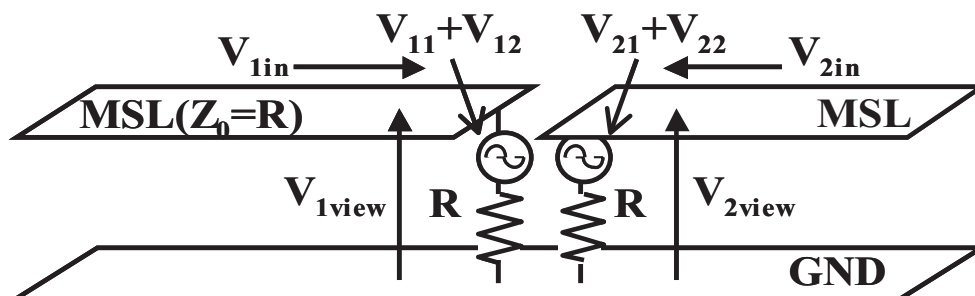 V11+V12 V21+V22
V1in V2in
MSL(Z0=R) MSL
V1view R R V2view
GND